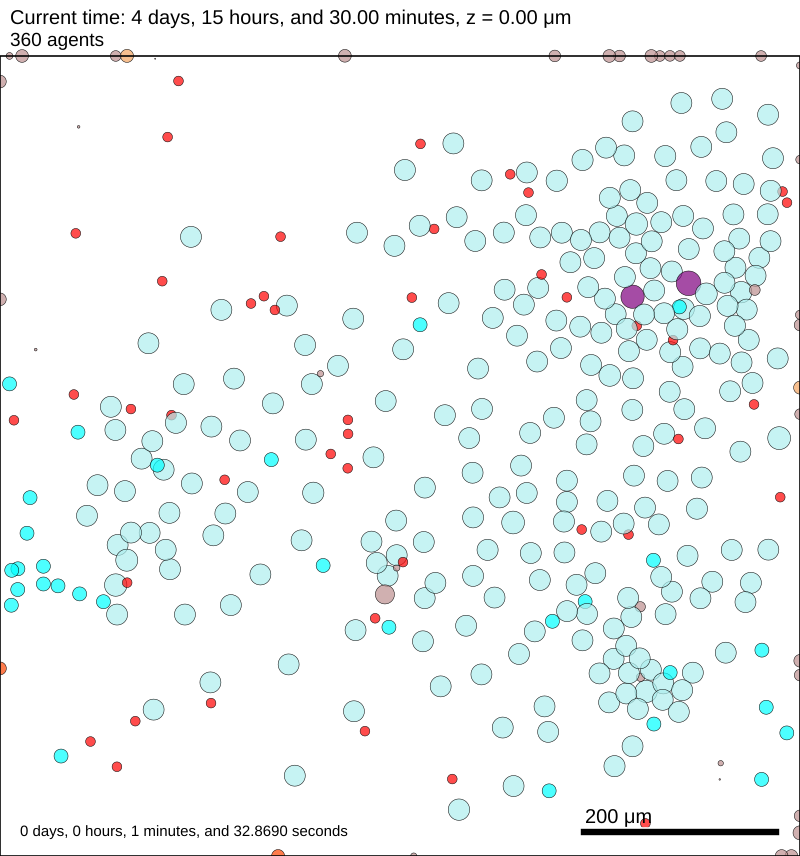 Current time: 4 days, 15 hours, and 30.00 minutes, z = 0.00 μm
360 agents
200 μm
0 days, 0 hours, 1 minutes, and 32.8690 seconds